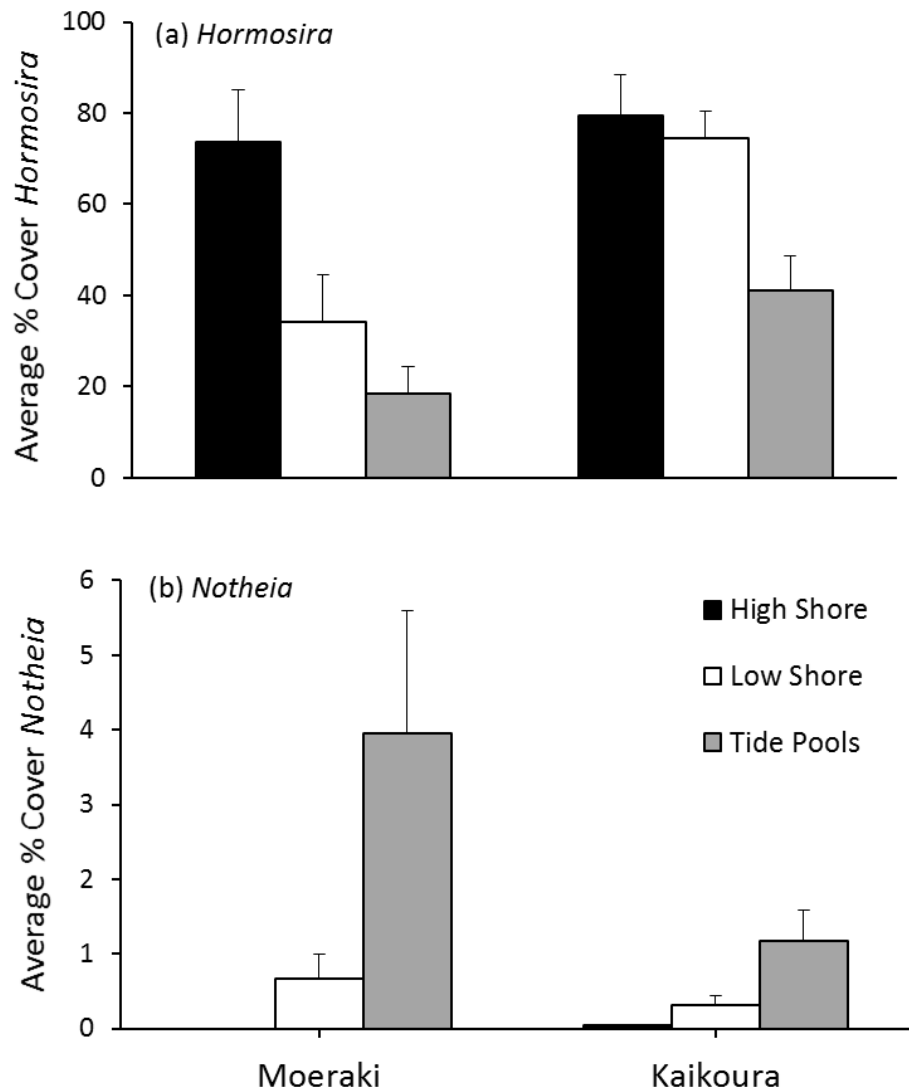 (a) Hormosira
Average % Cover Hormosira
100
80
60
40
20
0
(b) Notheia
Average % Cover Notheia
6
5
4
3
2
1
0
High Shore
Low Shore
Tide Pools
Moeraki
Kaikoura